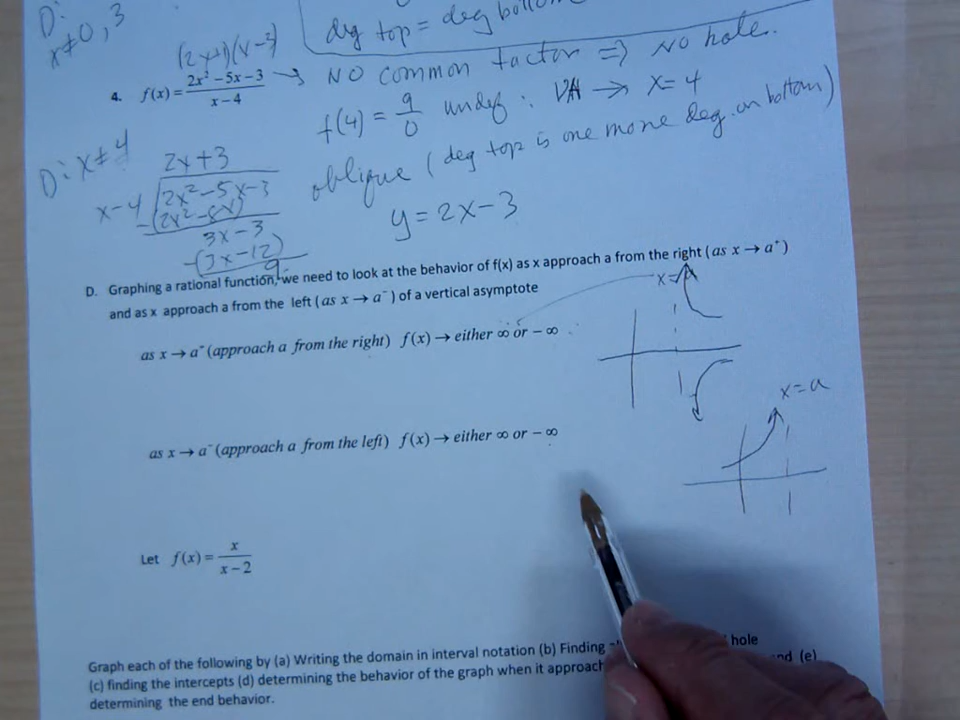 D:
x≠0, 3
deg top = deg bottom
(2x+1)(x-3)
4. f(x) = 2x² - 5x - 3 / x - 4
→ NO common factor ⇒ No hole.
f(4) = 9/0 undef ∴ VA → x = 4
D: x≠4
oblique (deg top is one more deg. on bottom)
y = 2x - 3
2x + 3
x-4 2x² - 5x - 3
-(2x² - 8x)
3x - 3
-(3x - 12)
9
D. Graphing a rational function, we need to look at the behavior of f(x) as x approach a from the right (as x → a⁺)
and as x approach a from the left (as x → a⁻) of a vertical asymptote
as x → a⁻ (approach a from the right) f(x) → either ∞ or - ∞
as x → a⁻ (approach a from the left) f(x) → either ∞ or - ∞
x = a
Let f(x) = x / x - 2
Graph each of the following by (a) Writing the domain in interval notation (b) Finding hole
(c) finding the intercepts (d) determining the behavior of the graph when it approach and (e)
determining the end behavior.